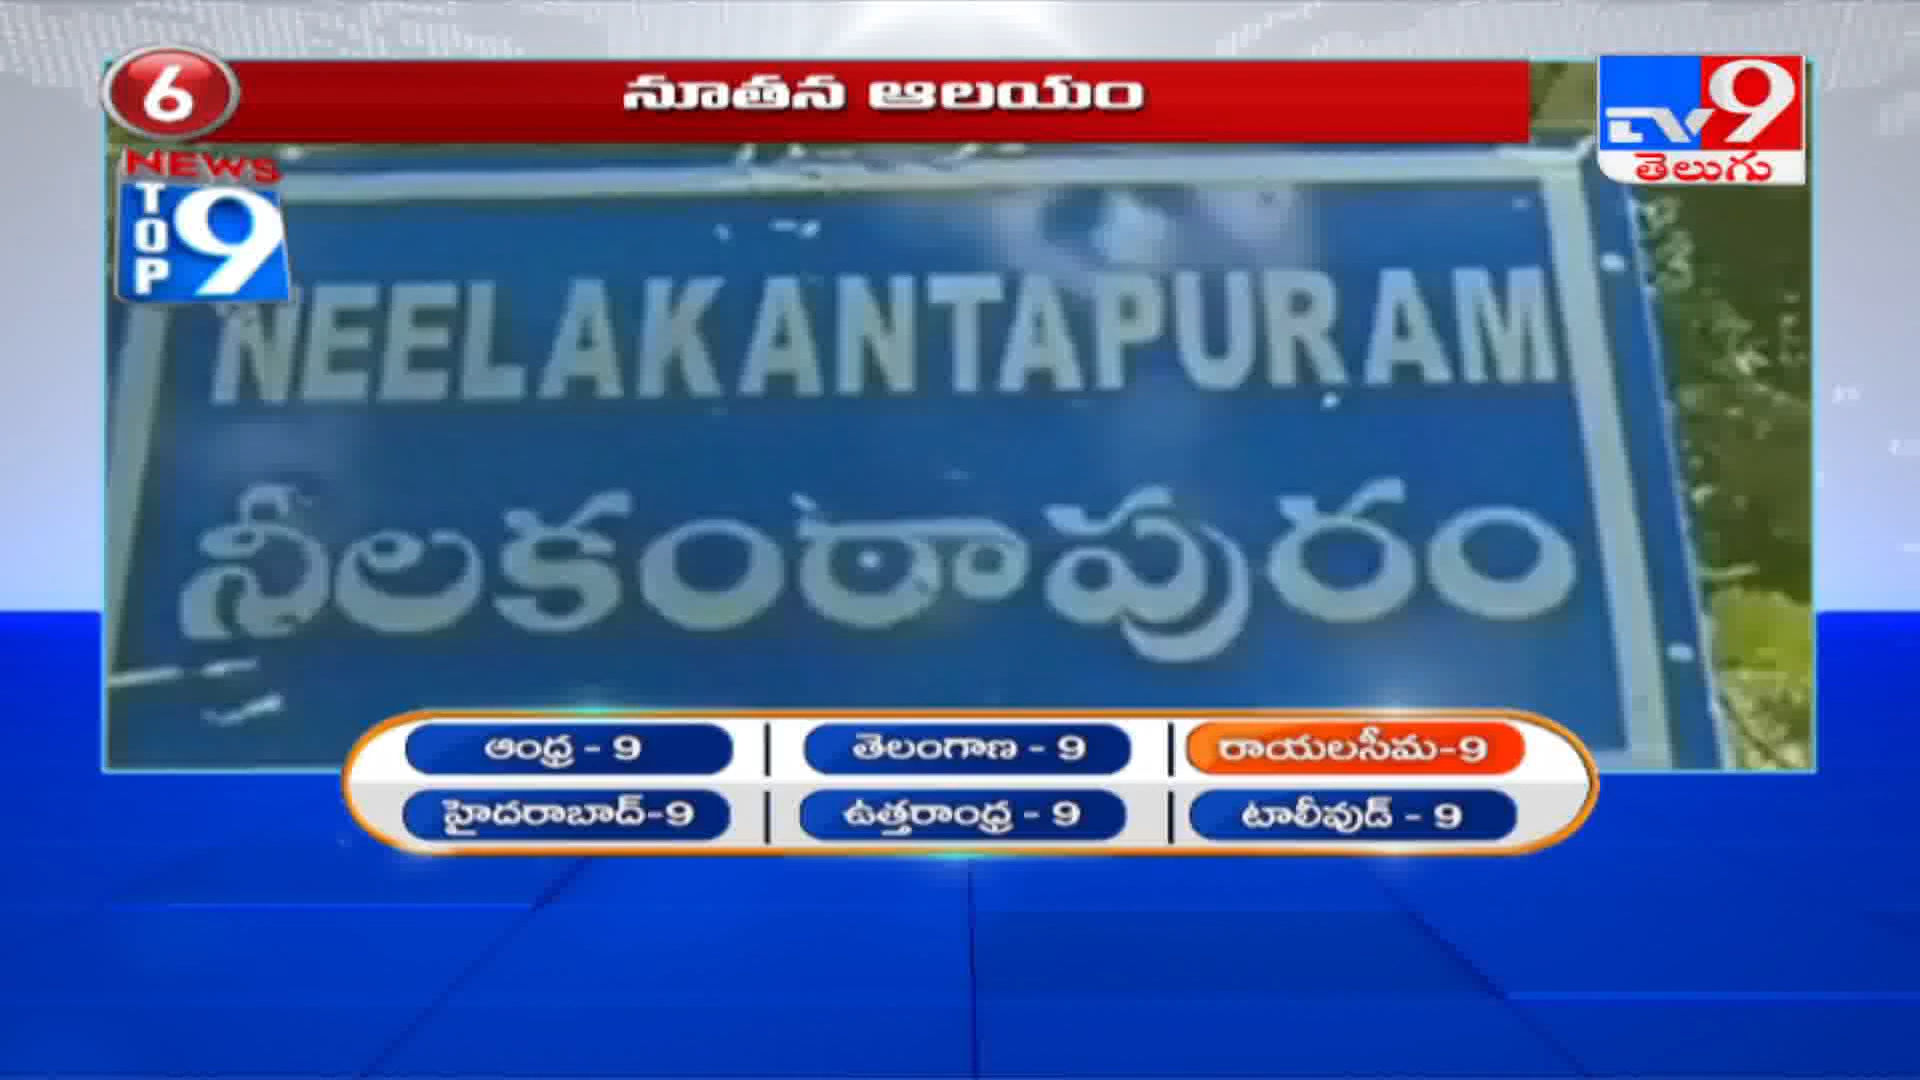 6
నూతన ఆలయం
TV9
తెలుగు
NEWS
TOP 9
NEELAKANTAPURAM
నీలకంఠాపురం
ఆంధ్ర - 9
తెలంగాణ - 9
రాయలసీమ-9
హైదరాబాద్-9
ఉత్తరాంధ్ర - 9
టాలీవుడ్ - 9